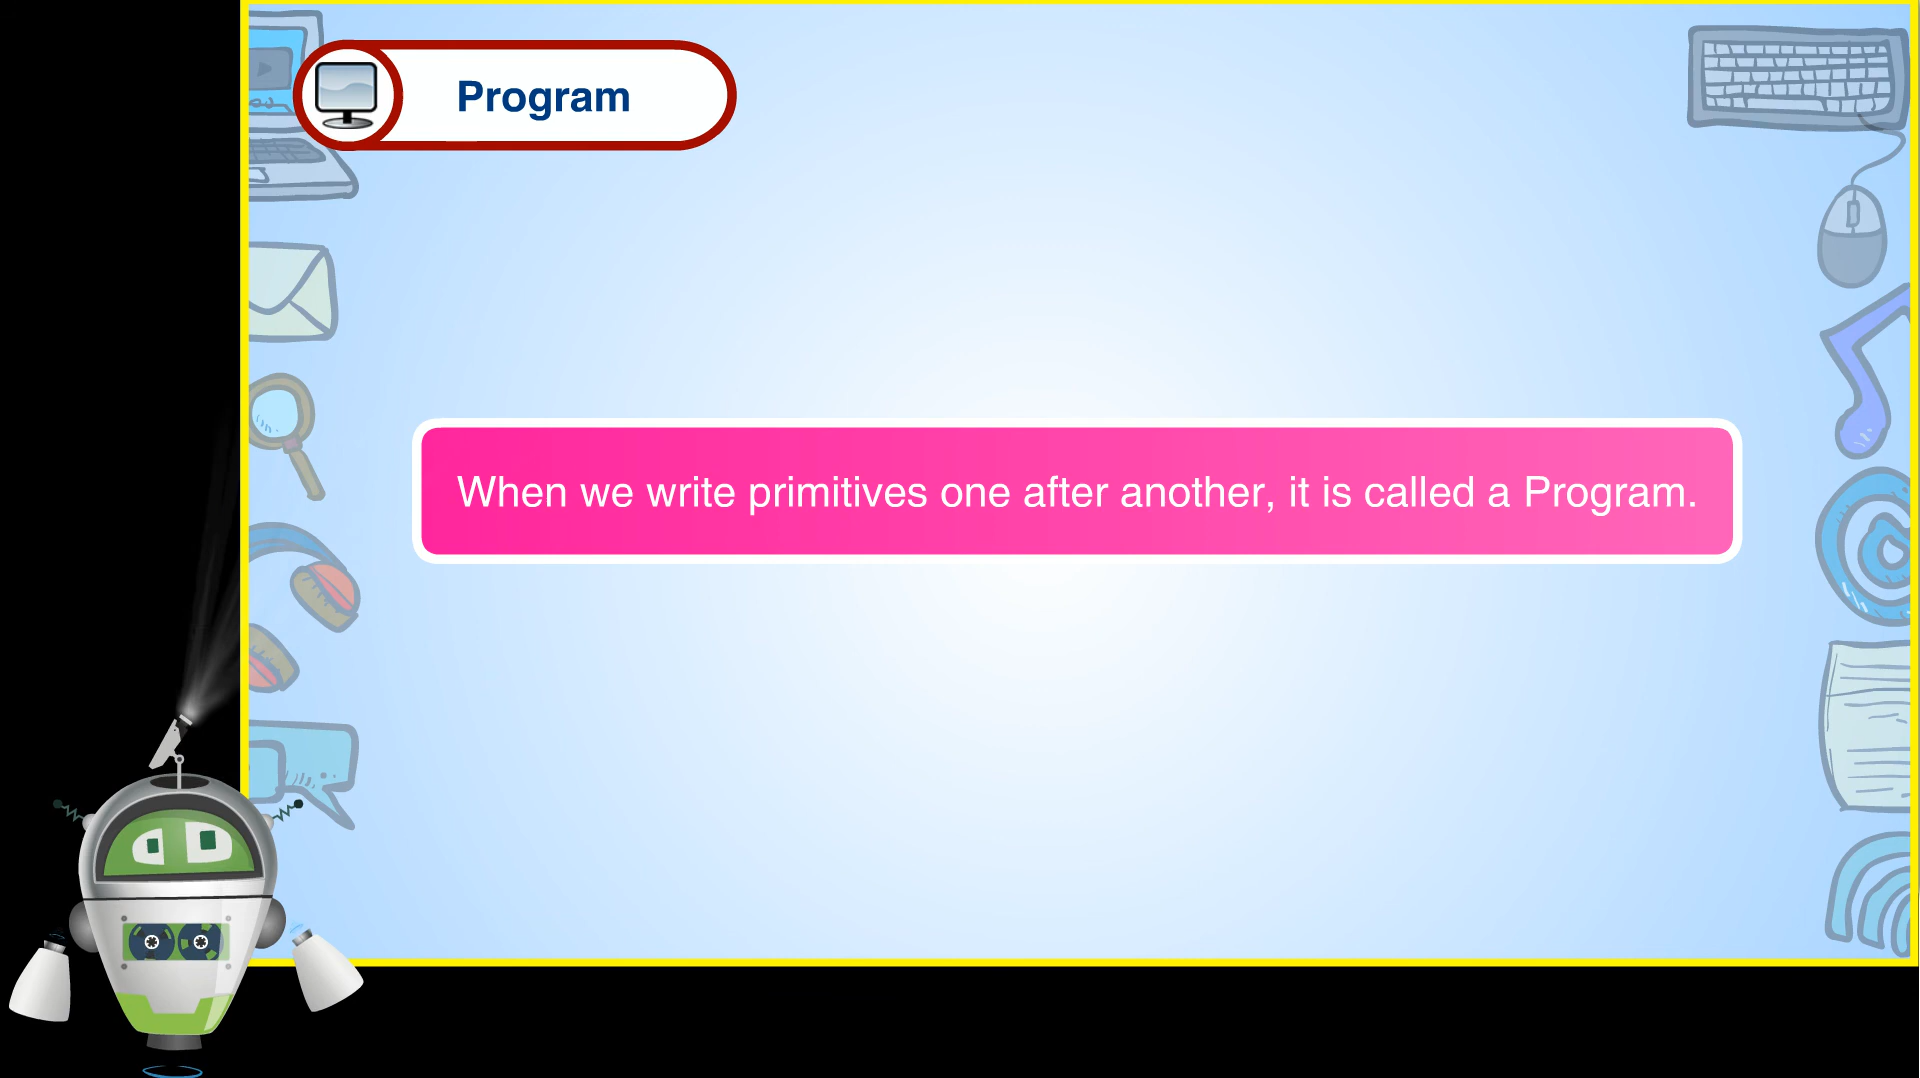 Program
When we write primitives one after another, it is called a Program.